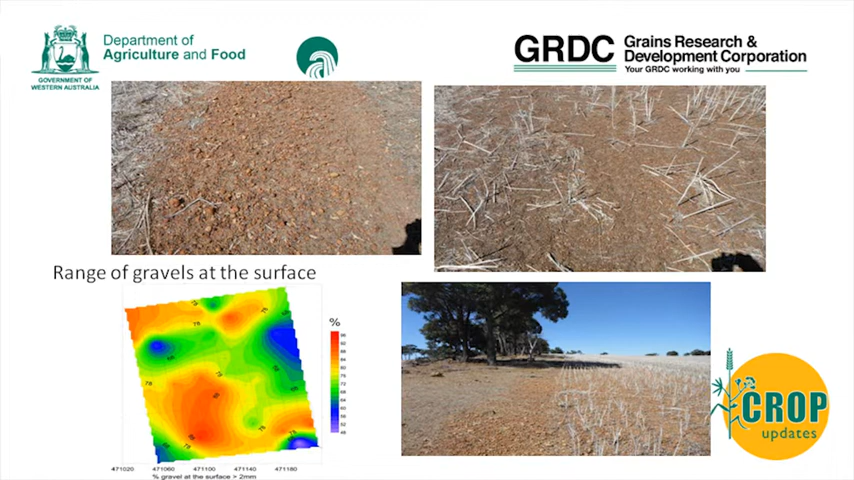 Department of
Agriculture and Food
GOVERNMENT OF
WESTERN AUSTRALIA
GRDC
Grains Research &
Development Corporation
Your GRDC working with you
Range of gravels at the surface
%
471020 471060 471100 471140 471180
% gravel at the surface > 2mm
CROP
updates